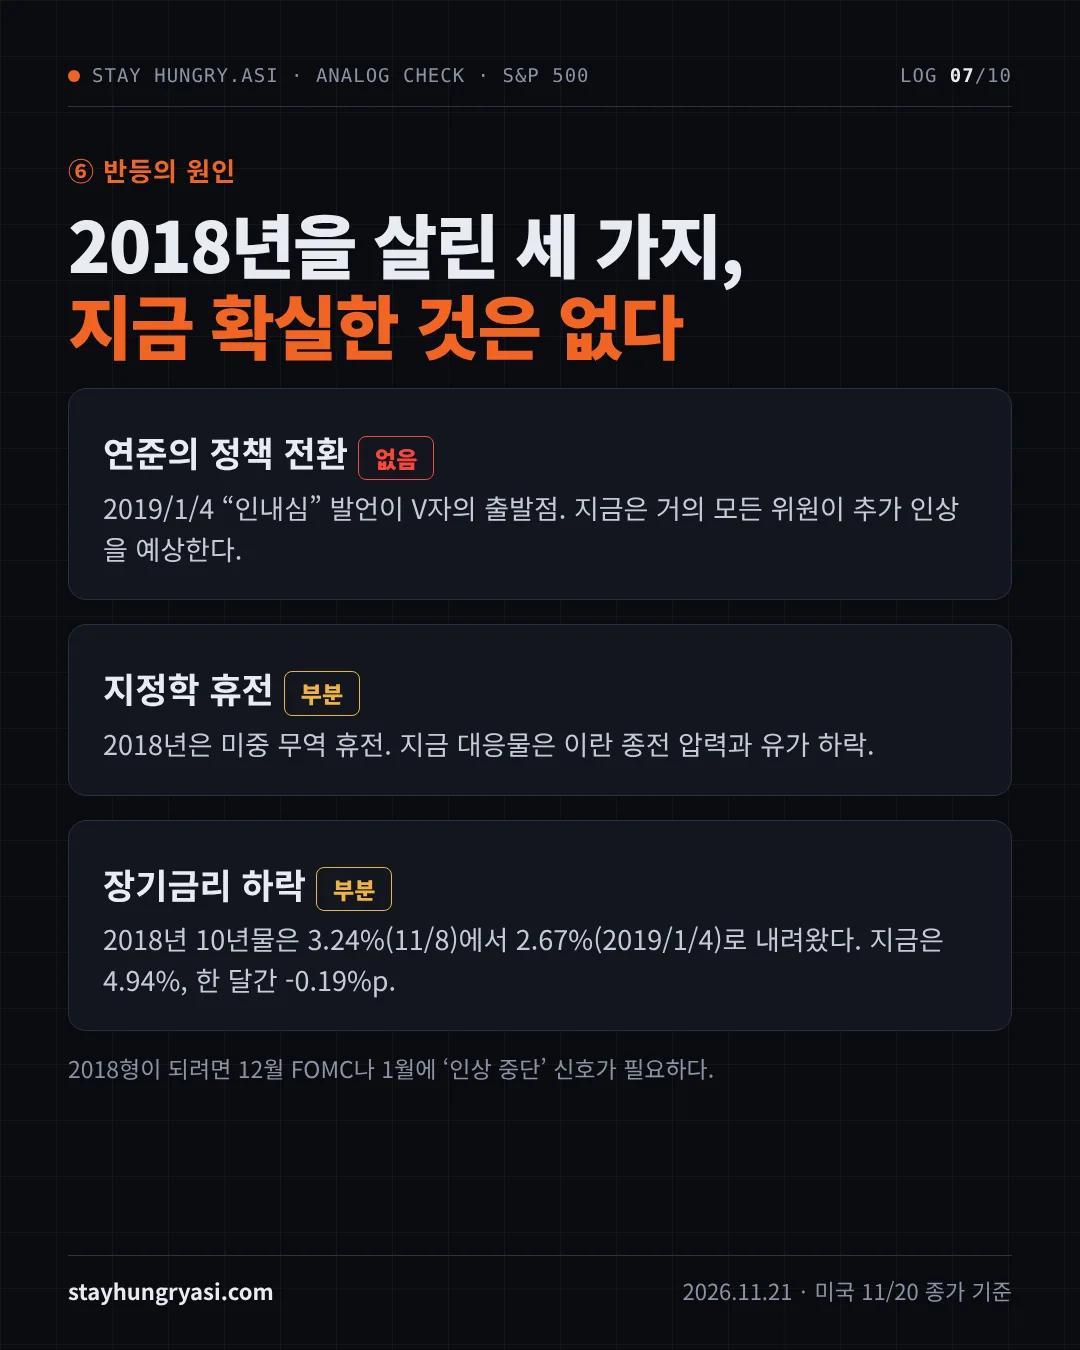 STAY HUNGRY.ASI · ANALOG CHECK · S&P 500
LOG 07/10
⑥ 반등의 원인
2018년을 살린 세 가지,
지금 확실한 것은 없다
연준의 정책 전환 없음
2019/1/4 “인내심” 발언이 V자의 출발점. 지금은 거의 모든 위원이 추가 인상
을 예상한다.
지정학 휴전 부분
2018년은 미중 무역 휴전. 지금 대응물은 이란 종전 압력과 유가 하락.
장기금리 하락 부분
2018년 10년물은 3.24%(11/8)에서 2.67%(2019/1/4)로 내려왔다. 지금은
4.94%, 한 달간 -0.19%p.
2018형이 되려면 12월 FOMC나 1월에 ‘인상 중단’ 신호가 필요하다.
stayhungryasi.com
2026.11.21 · 미국 11/20 종가 기준